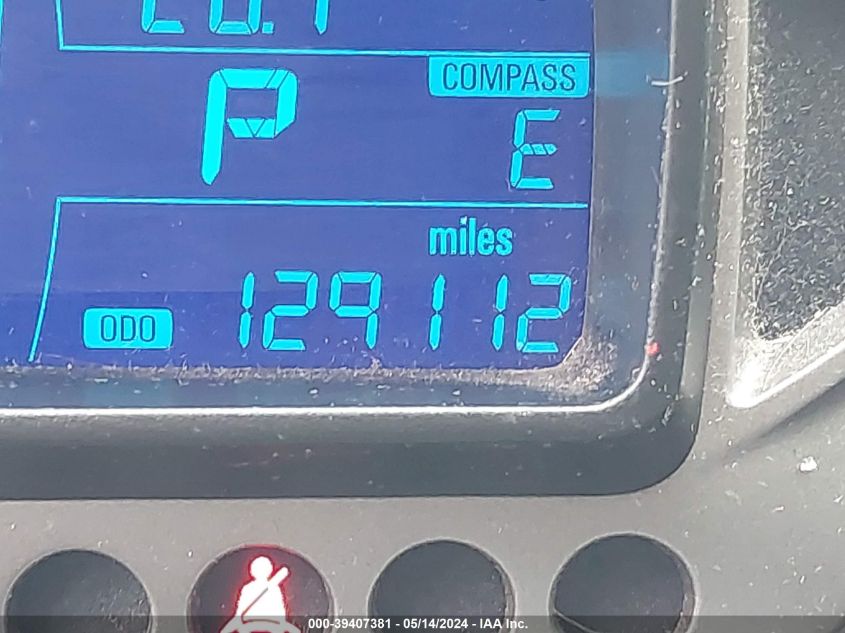 P
COMPASS
E
miles
ODO 129112
000-39407381 - 05/14/2024 - IAA Inc.